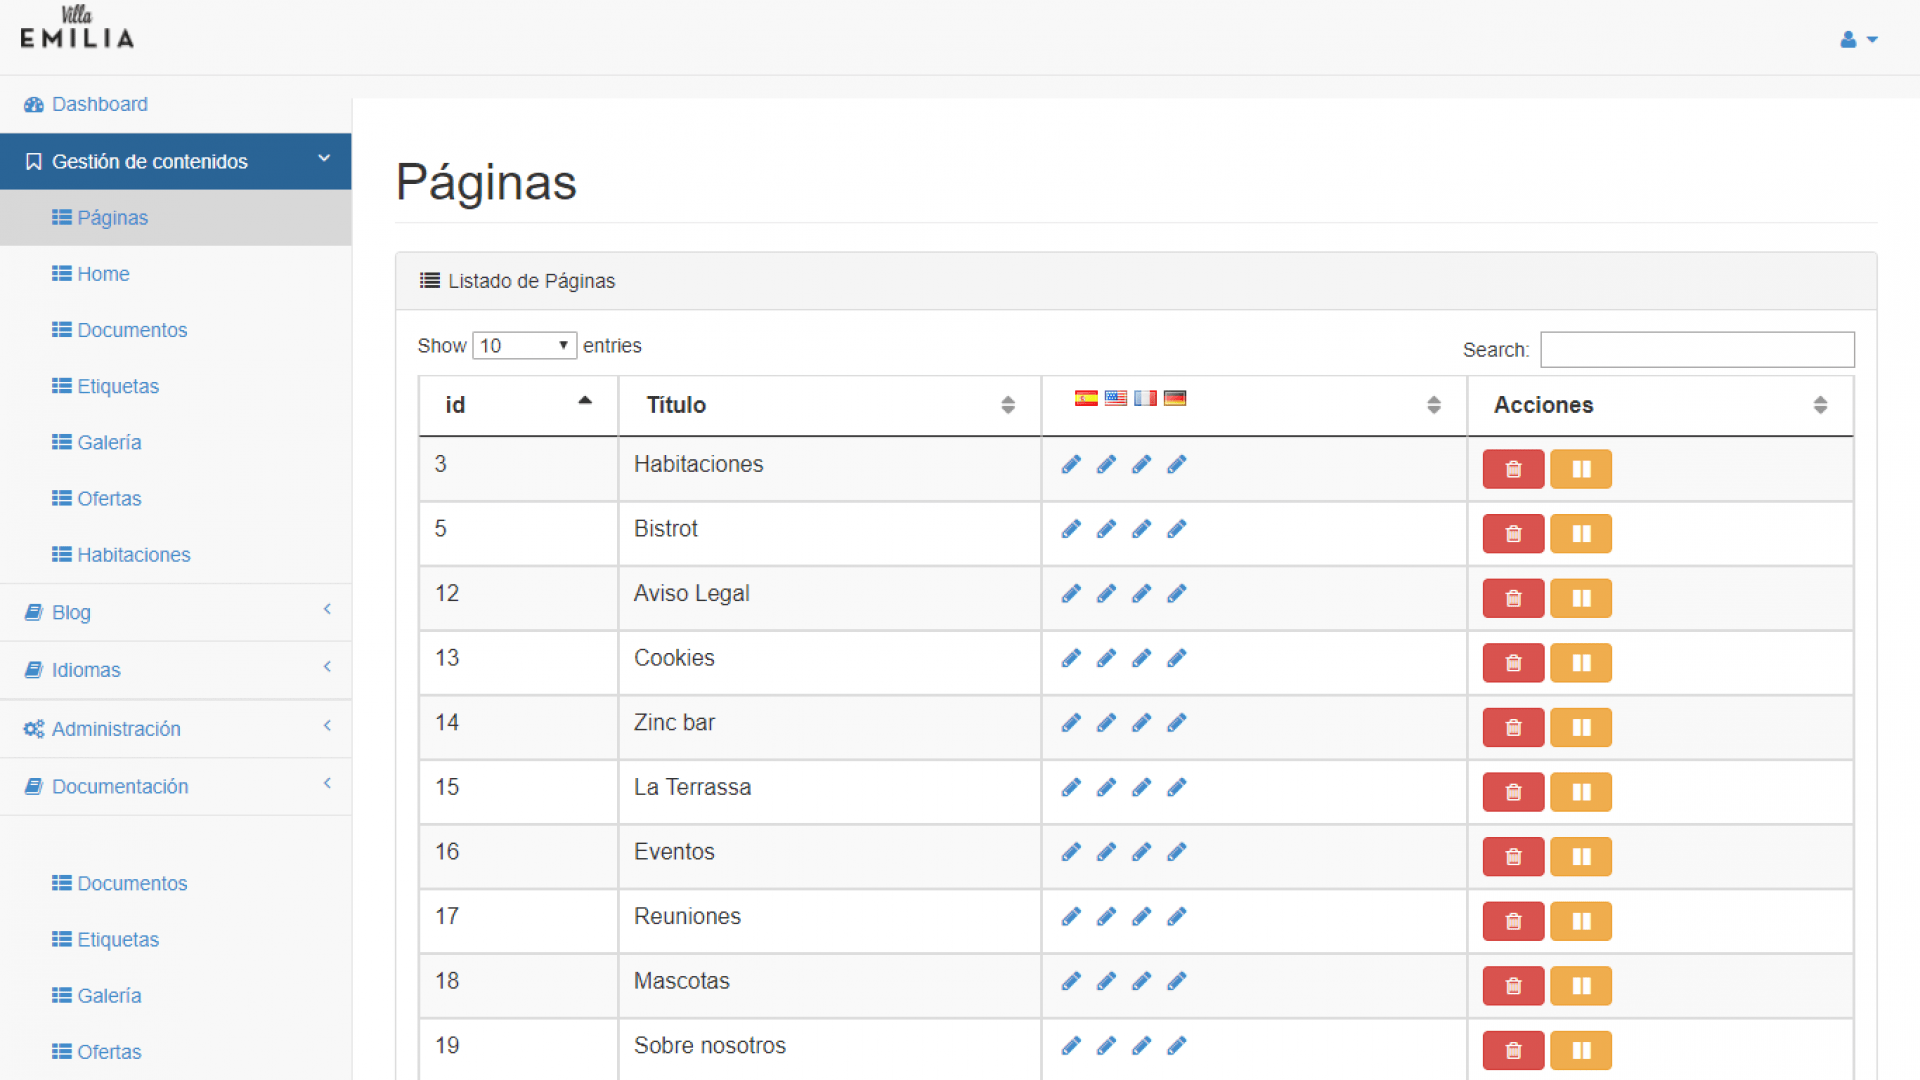 Villa
EMILIA
Dashboard
Gestión de contenidos
Páginas
Home
Documentos
Etiquetas
Galería
Ofertas
Habitaciones
Blog
Idiomas
Administración
Documentación
Documentos
Etiquetas
Galería
Ofertas
Páginas
Listado de Páginas
Show 10 entries
Search:
id Título Acciones
3 Habitaciones
5 Bistrot
12 Aviso Legal
13 Cookies
14 Zinc bar
15 La Terrassa
16 Eventos
17 Reuniones
18 Mascotas
19 Sobre nosotros